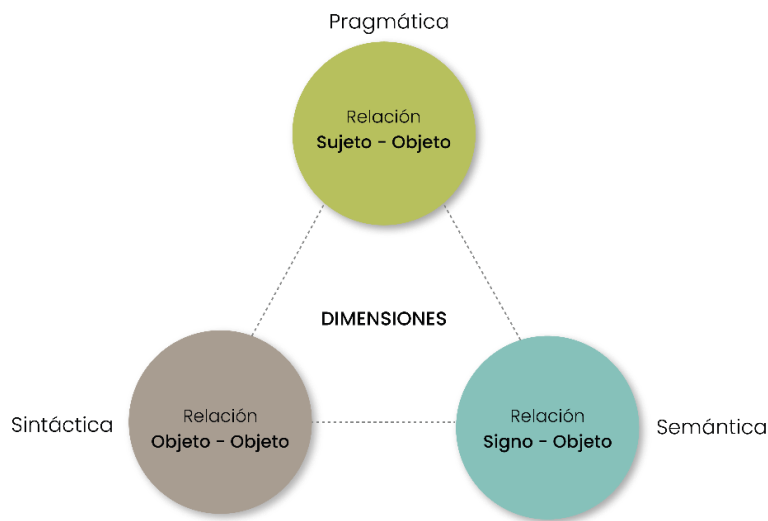 Pragmática
Relación
Sujeto - Objeto
DIMENSIONES
Sintáctica
Relación
Objeto - Objeto
Relación
Signo - Objeto
Semántica